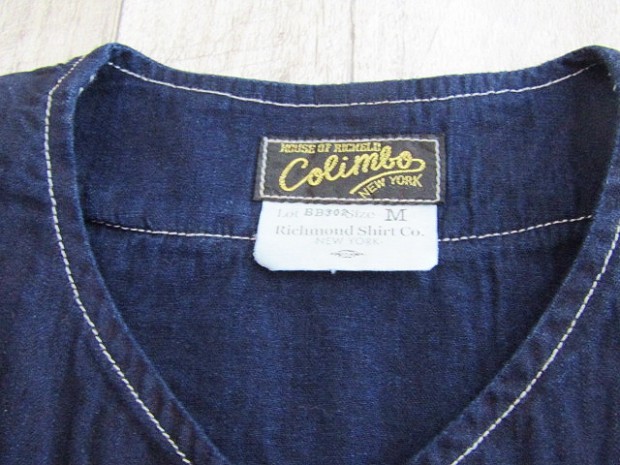 HOUSE OF RICHELD
Colimbo
NEW YORK
Lot BB302 Size M
Richmond Shirt Co.
NEW YORK